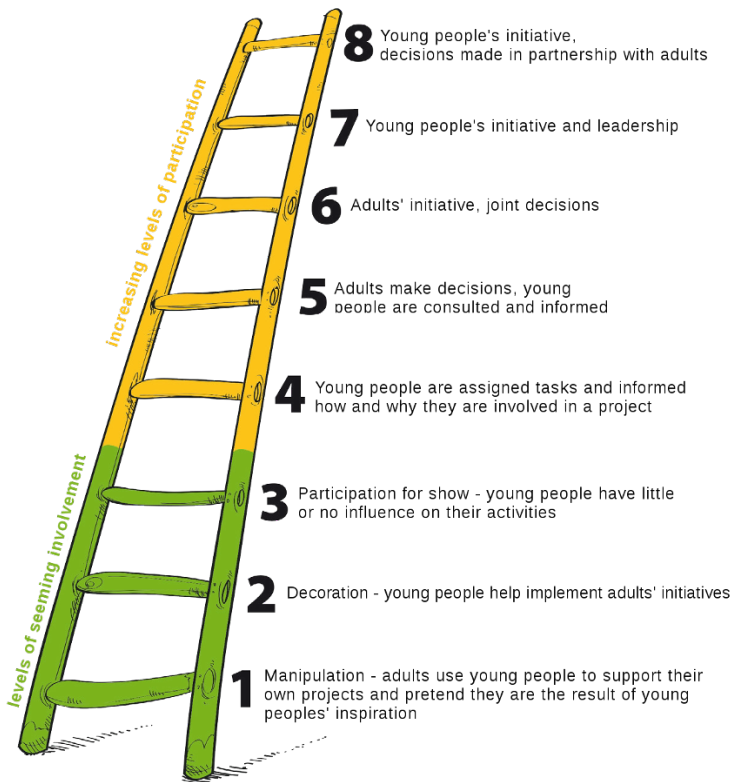 8 Young people's initiative,
decisions made in partnership with adults
7 Young people's initiative and leadership
6 Adults' initiative, joint decisions
5 Adults make decisions, young
people are consulted and informed
4 Young people are assigned tasks and informed
how and why they are involved in a project
3 Participation for show - young people have little
or no influence on their activities
2 Decoration - young people help implement adults' initiatives
1 Manipulation - adults use young people to support their
own projects and pretend they are the result of young
peoples' inspiration
increasing levels of participation
levels of seeming involvement